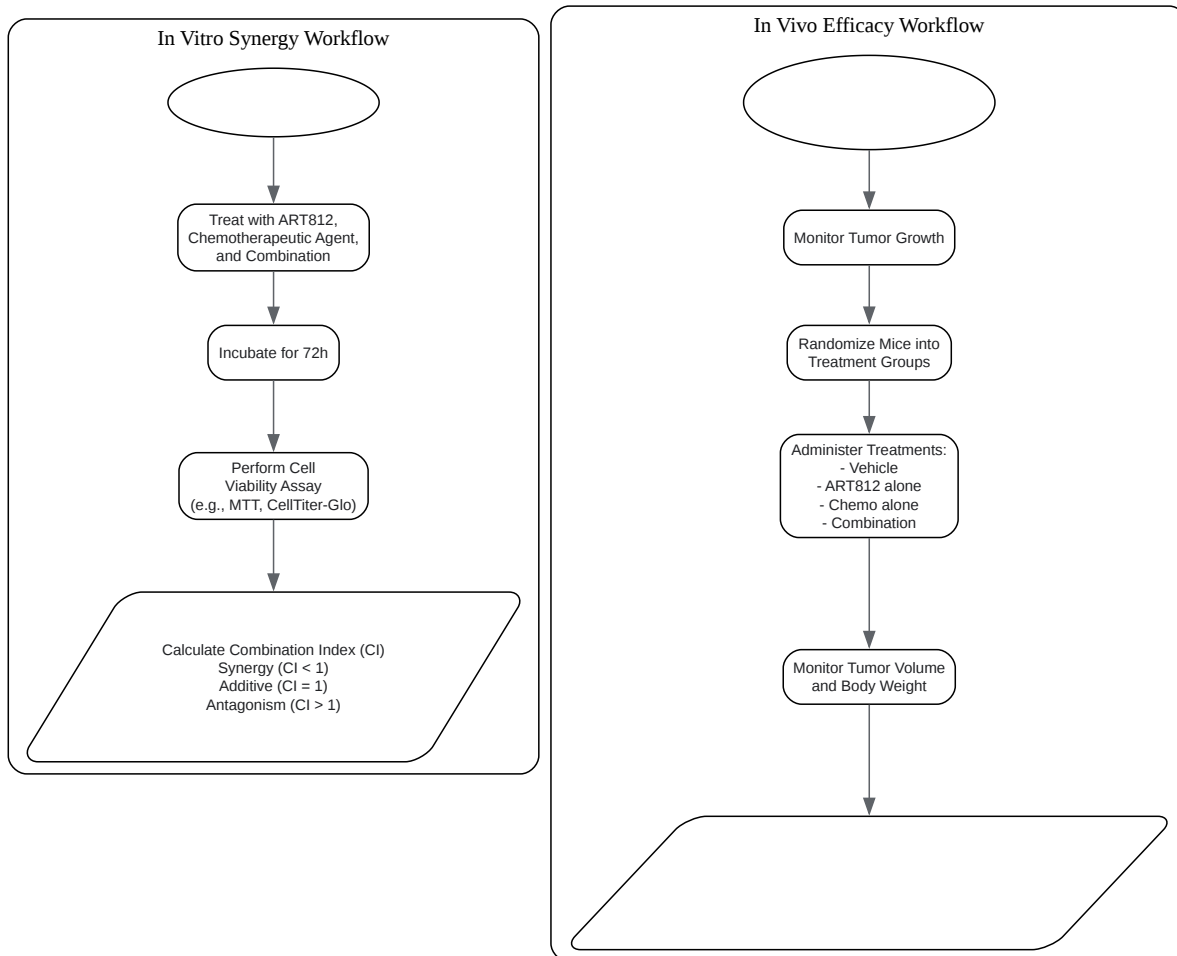 In Vitro Synergy Workflow
Treat with ART812,
Chemotherapeutic Agent,
and Combination
Incubate for 72h
Perform Cell
Viability Assay
(e.g., MTT, CellTiter-Glo)
Calculate Combination Index (CI)
Synergy (CI < 1)
Additive (CI = 1)
Antagonism (CI > 1)
In Vivo Efficacy Workflow
Monitor Tumor Growth
Randomize Mice into
Treatment Groups
Administer Treatments:
- Vehicle
- ART812 alone
- Chemo alone
- Combination
Monitor Tumor Volume
and Body Weight